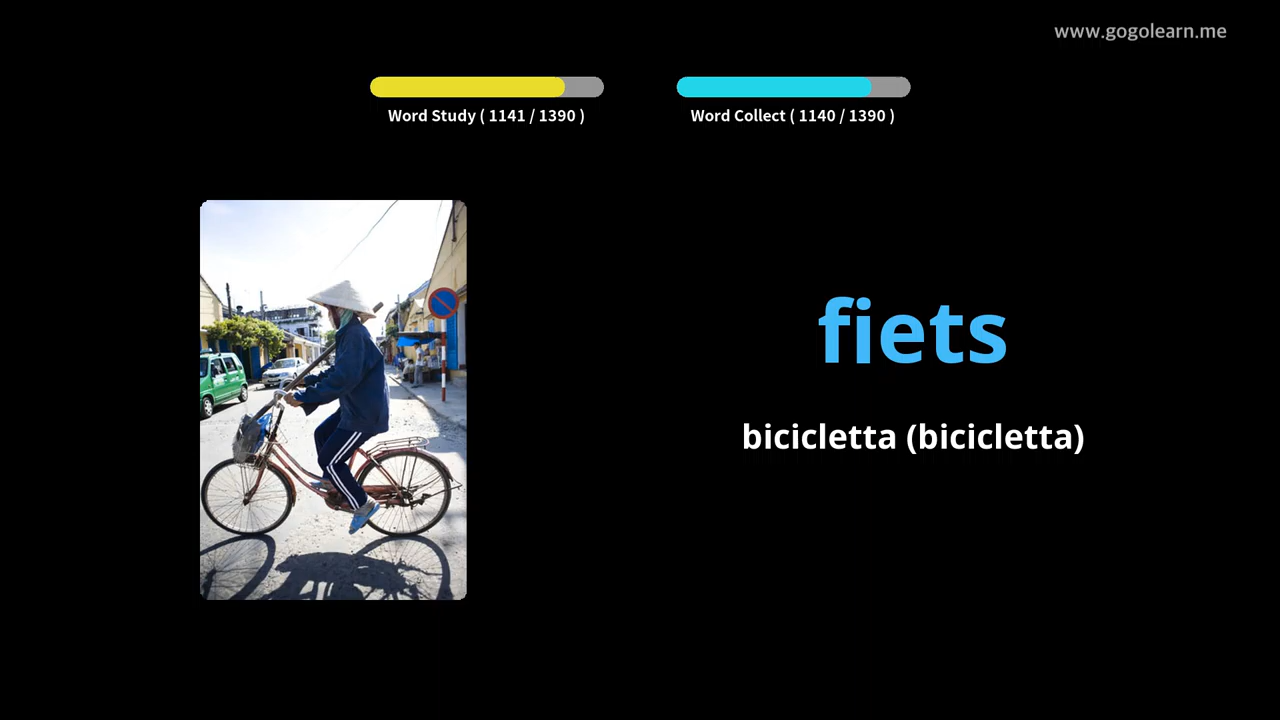 www.gogolearn.me
Word Study ( 1141 / 1390 )
Word Collect ( 1140 / 1390 )
fiets
bicicletta (bicicletta)